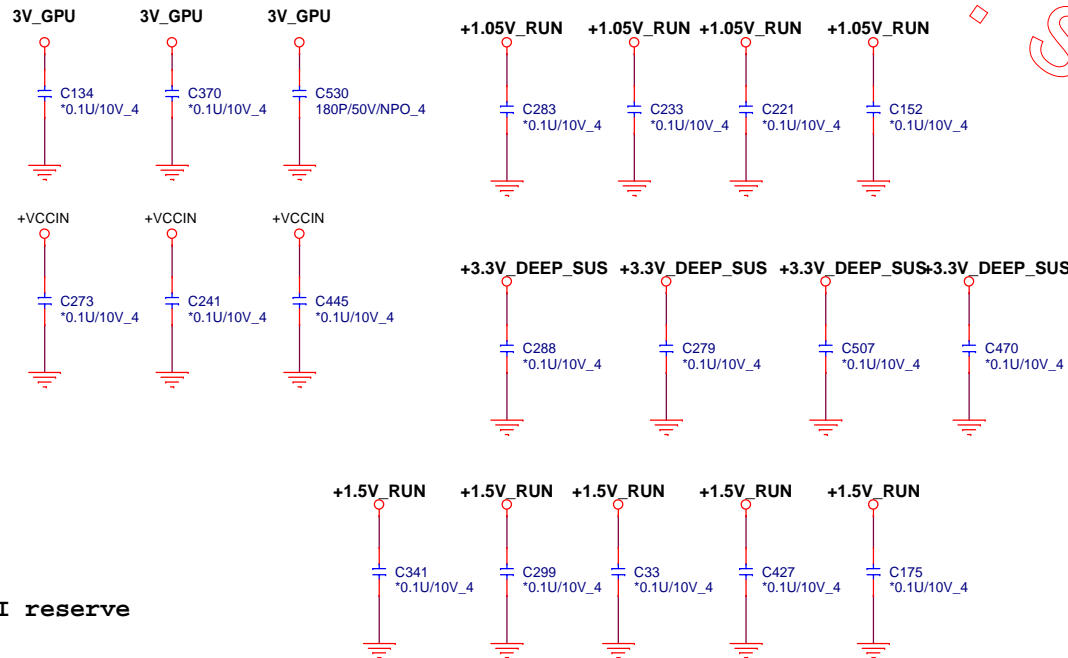 3V_GPU 3V_GPU 3V_GPU
C134 C370 C530
*0.1U/10V_4 *0.1U/10V_4 180P/50V/NPO_4
+1.05V_RUN +1.05V_RUN +1.05V_RUN +1.05V_RUN
C283 C233 C221 C152
*0.1U/10V_4 *0.1U/10V_4 *0.1U/10V_4 *0.1U/10V_4
+VCCIN +VCCIN +VCCIN
C273 C241 C445
*0.1U/10V_4 *0.1U/10V_4 *0.1U/10V_4
+3.3V_DEEP_SUS +3.3V_DEEP_SUS +3.3V_DEEP_SUS +3.3V_DEEP_SUS
C288 C279 C507 C470
*0.1U/10V_4 *0.1U/10V_4 *0.1U/10V_4 *0.1U/10V_4
+1.5V_RUN +1.5V_RUN +1.5V_RUN +1.5V_RUN +1.5V_RUN
C341 C299 C33 C427 C175
*0.1U/10V_4 *0.1U/10V_4 *0.1U/10V_4 *0.1U/10V_4 *0.1U/10V_4
I reserve